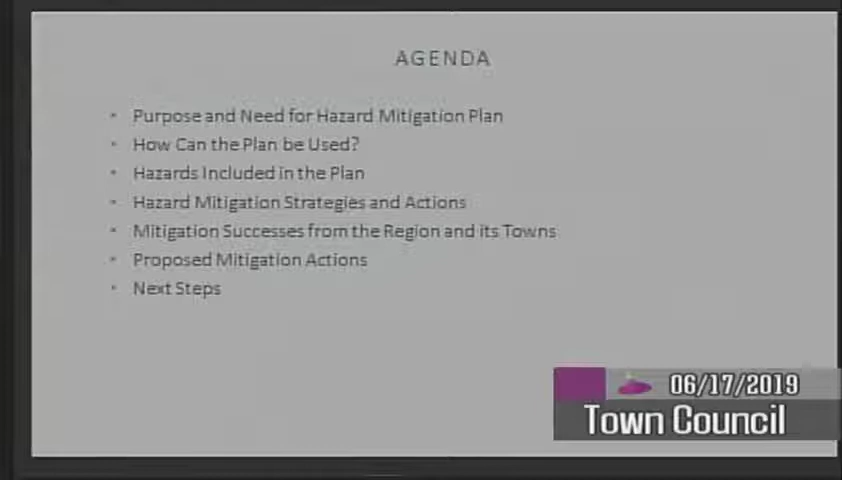 AGENDA
• Purpose and Need for Hazard Mitigation Plan
• How Can the Plan be Used?
• Hazards Included in the Plan
• Hazard Mitigation Strategies and Actions
• Mitigation Successes from the Region and its Towns
• Proposed Mitigation Actions
• Next Steps
06/17/2019
Town Council